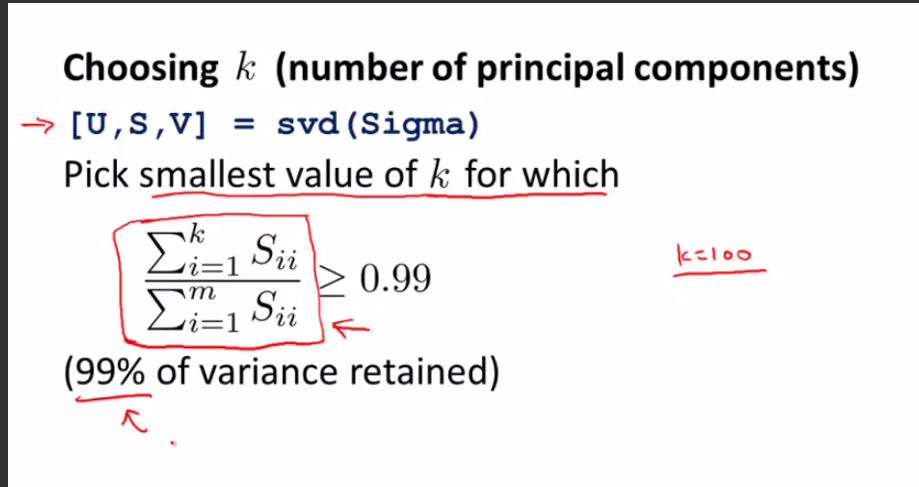 Choosing k (number of principal components)
→ [U,S,V] = svd(Sigma)
Pick smallest value of k for which
\frac{\sum_{i=1}^{k} S_{ii}}{\sum_{i=1}^{m} S_{ii}} ≥ 0.99
k=100
(99% of variance retained)